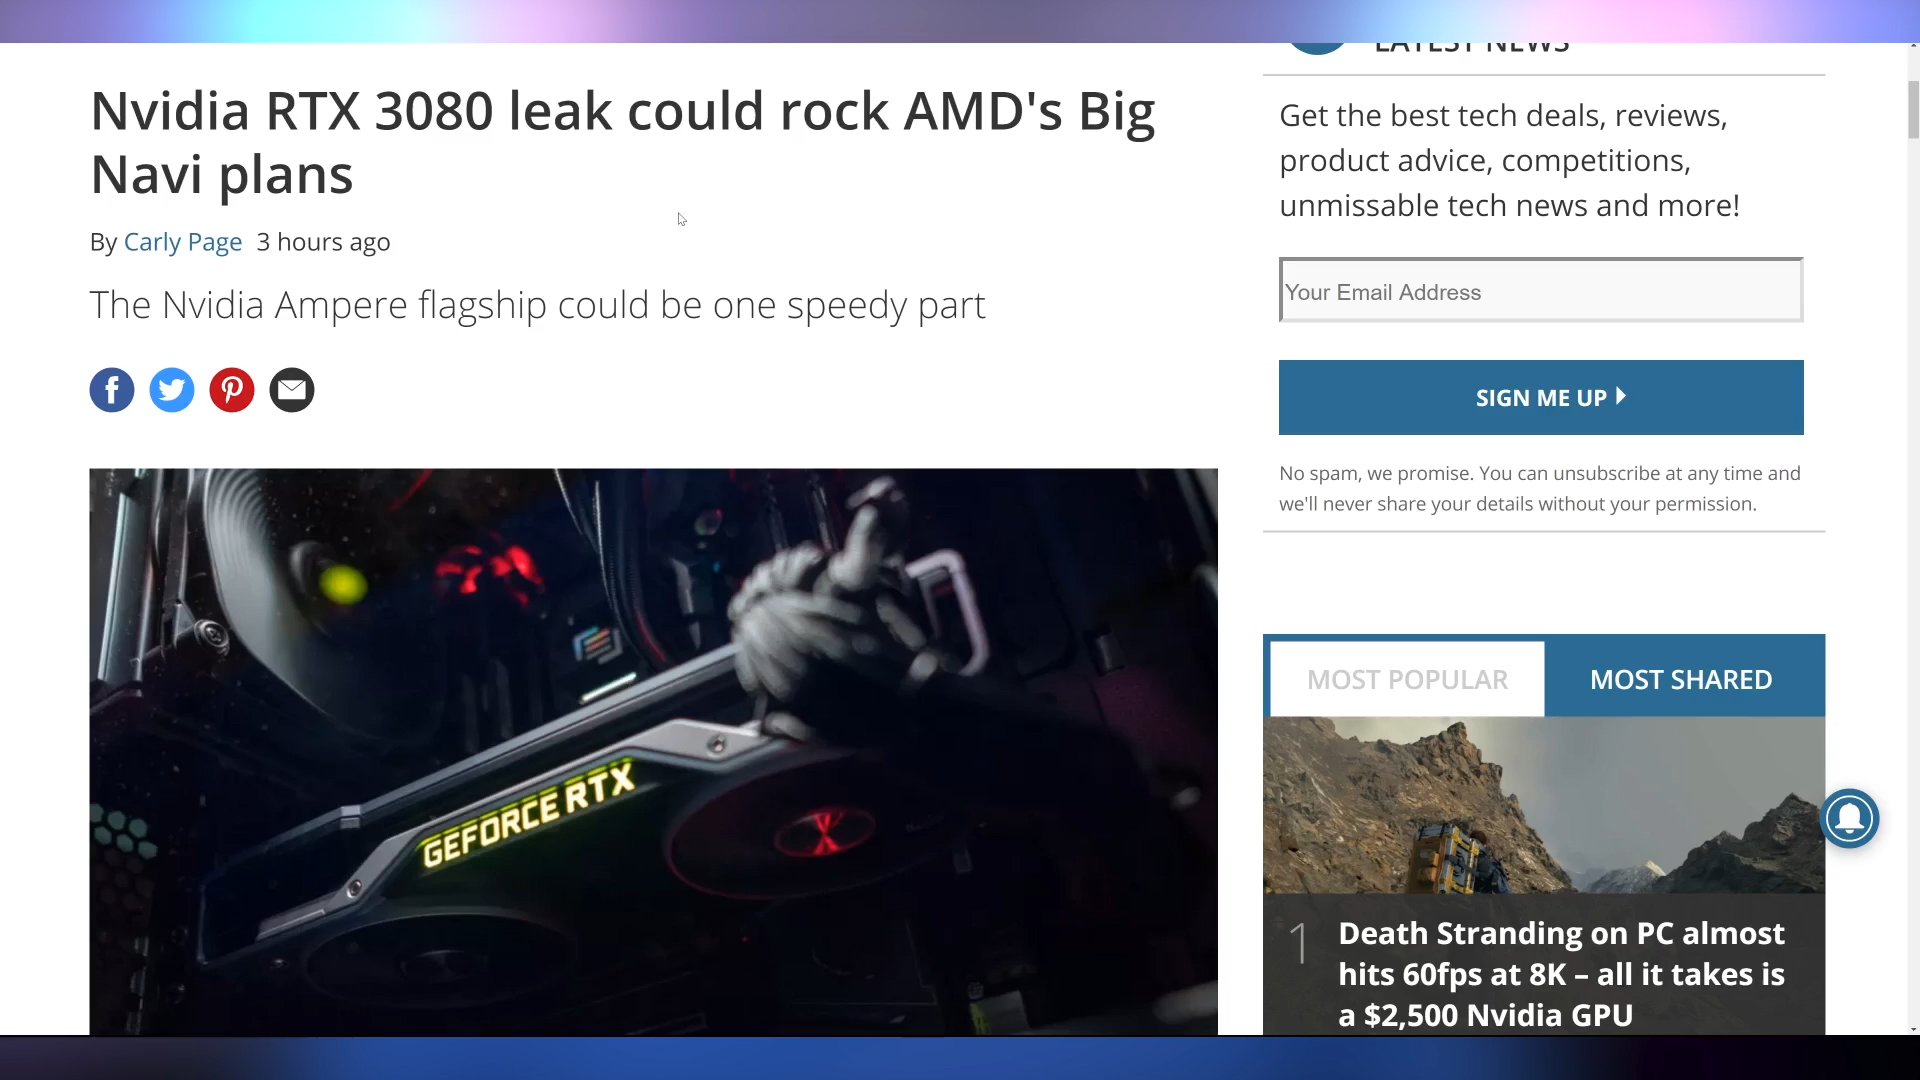 Nvidia RTX 3080 leak could rock AMD's Big
Navi plans
By Carly Page 3 hours ago
The Nvidia Ampere flagship could be one speedy part
GEFORCE RTX
LATEST NEWS
Get the best tech deals, reviews,
product advice, competitions,
unmissable tech news and more!
Your Email Address
SIGN ME UP
No spam, we promise. You can unsubscribe at any time and
we'll never share your details without your permission.
MOST POPULAR
MOST SHARED
1
Death Stranding on PC almost
hits 60fps at 8K – all it takes is
a $2,500 Nvidia GPU